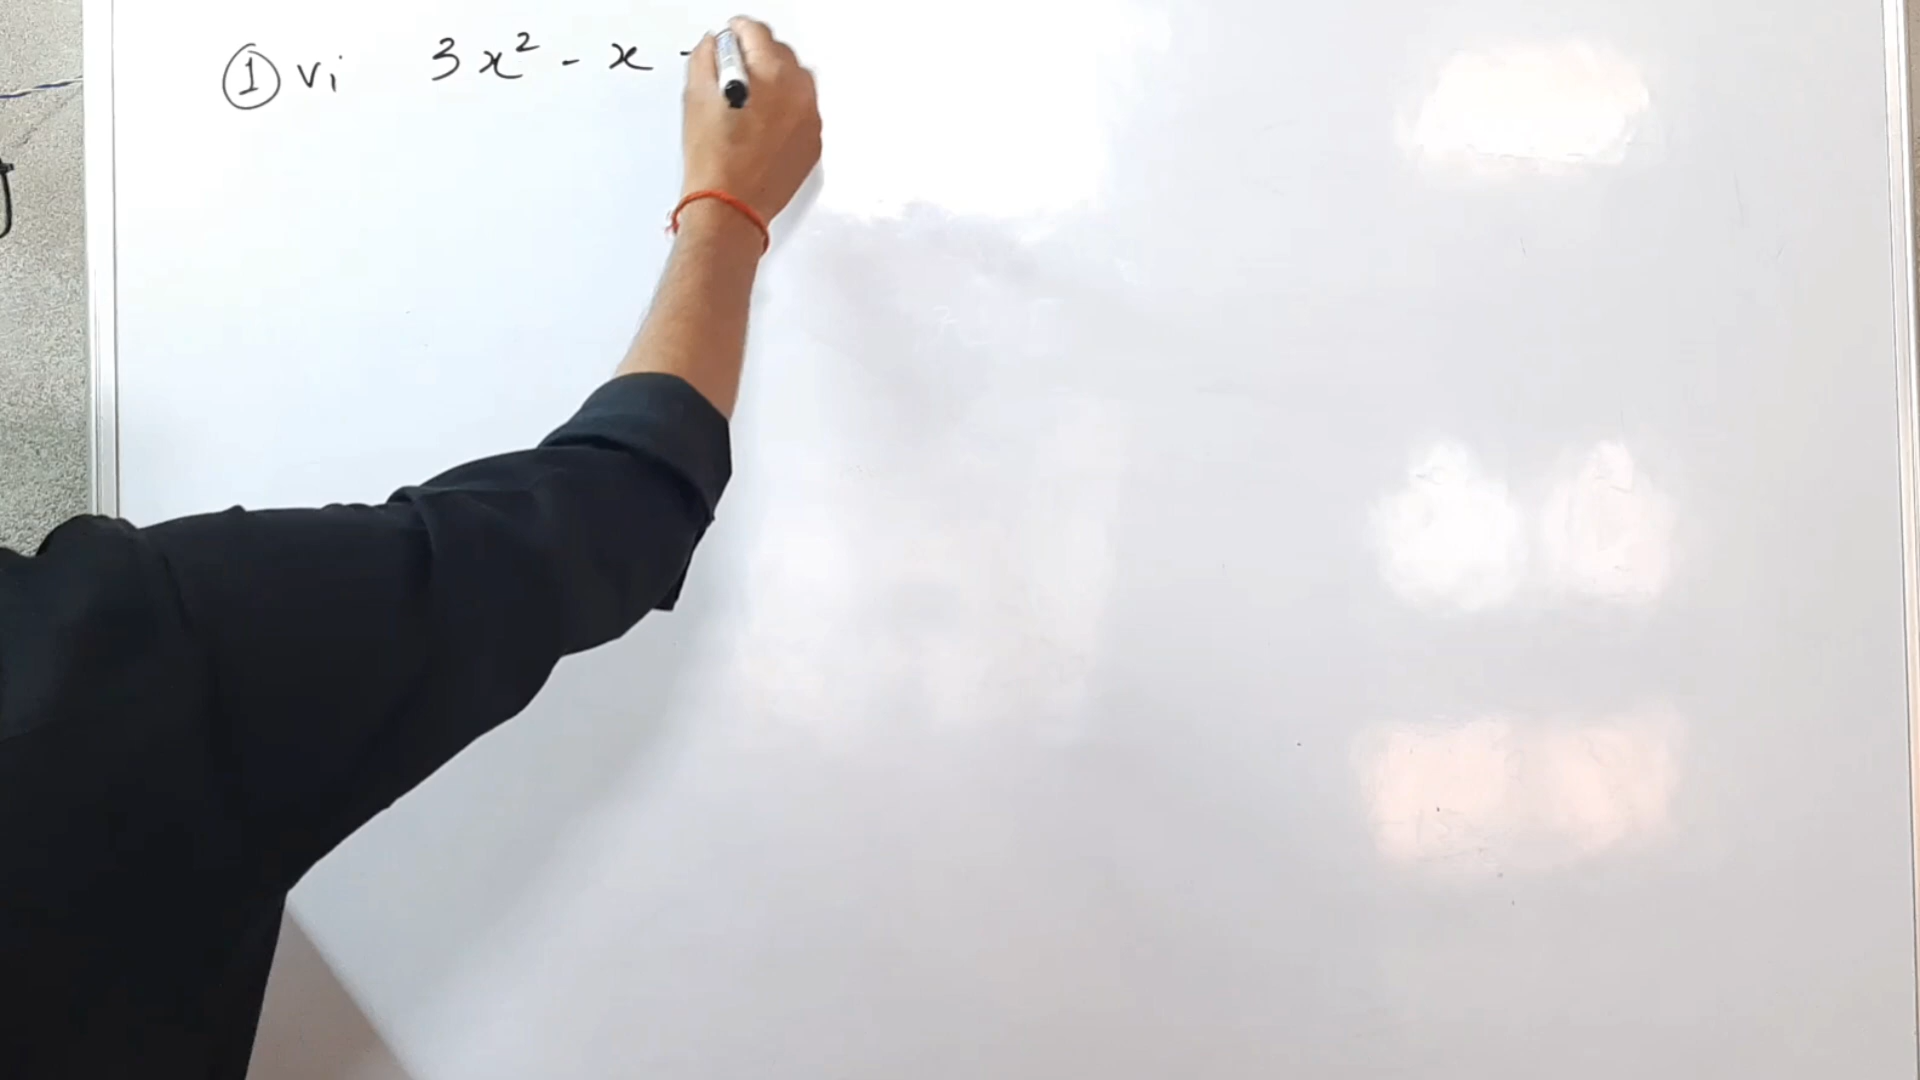 ① vi 3x² - x -